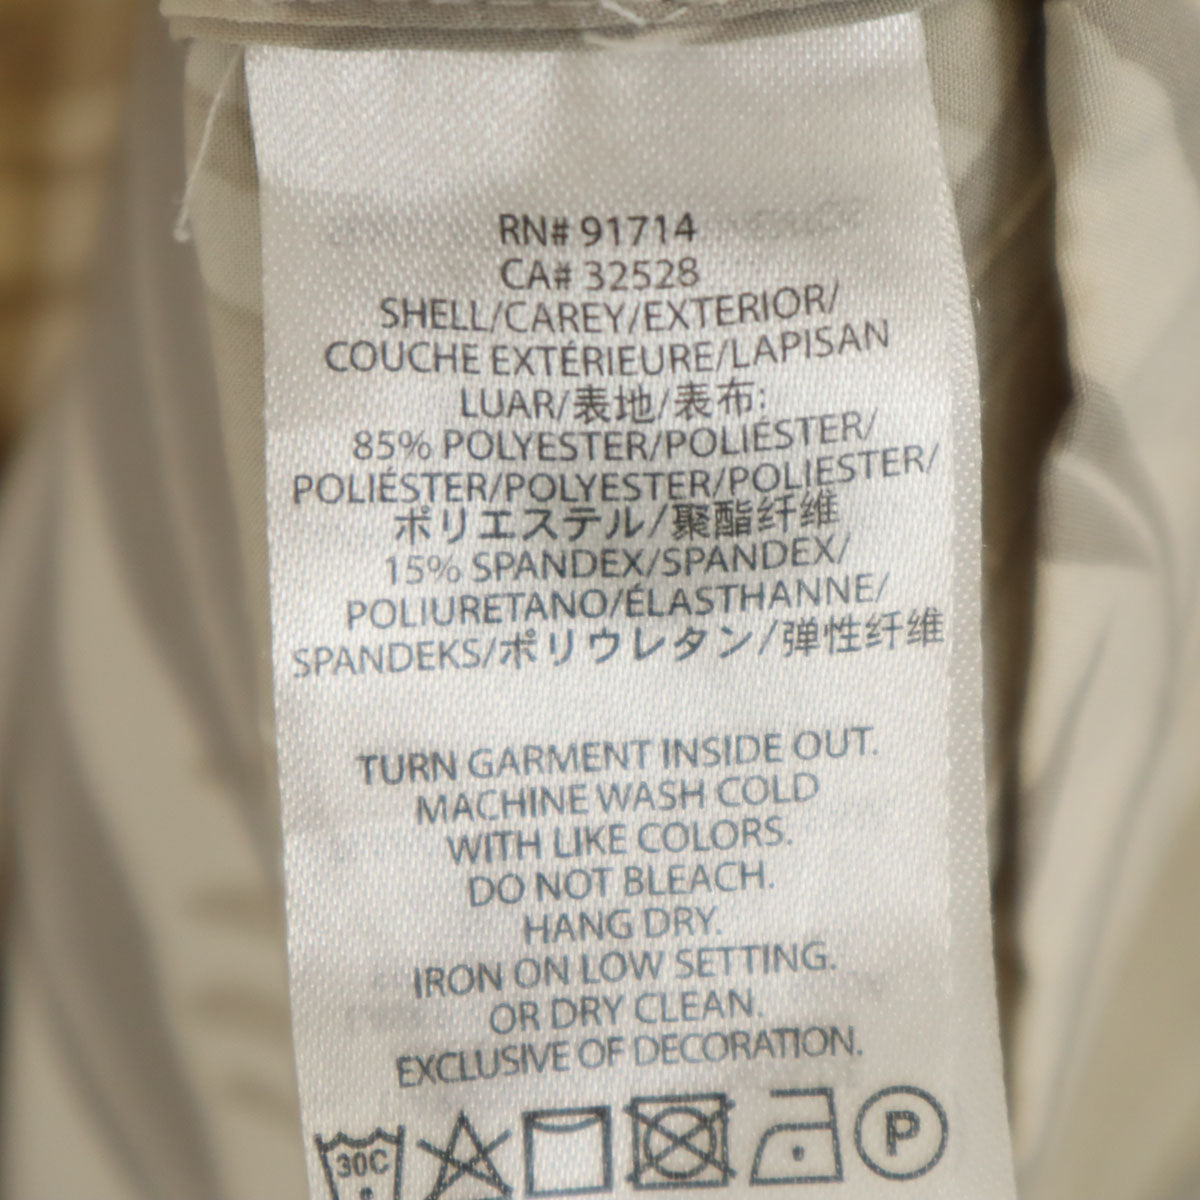 RN# 91714
CA# 32528
SHELL/CAREY/EXTERIOR/
COUCHE EXTÉRIEURE/LAPISAN
LUAR/表地/表布:
85% POLYESTER/POLIÉSTER/
POLIÉSTER/POLYESTER/POLIESTER/
ポリエステル/聚酯纤维
15% SPANDEX/SPANDEX/
POLIURETANO/ÉLASTHANNE/
SPANDEKS/ポリウレタン/弹性纤维
TURN GARMENT INSIDE OUT.
MACHINE WASH COLD
WITH LIKE COLORS.
DO NOT BLEACH.
HANG DRY.
IRON ON LOW SETTING.
OR DRY CLEAN.
EXCLUSIVE OF DECORATION.
30C P